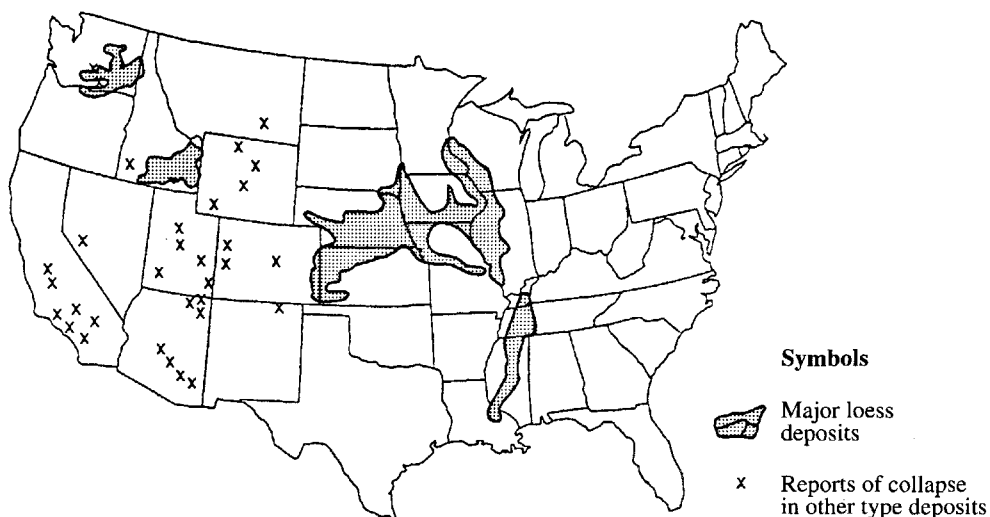 Symbols
Major loess
deposits
x Reports of collapse
in other type deposits